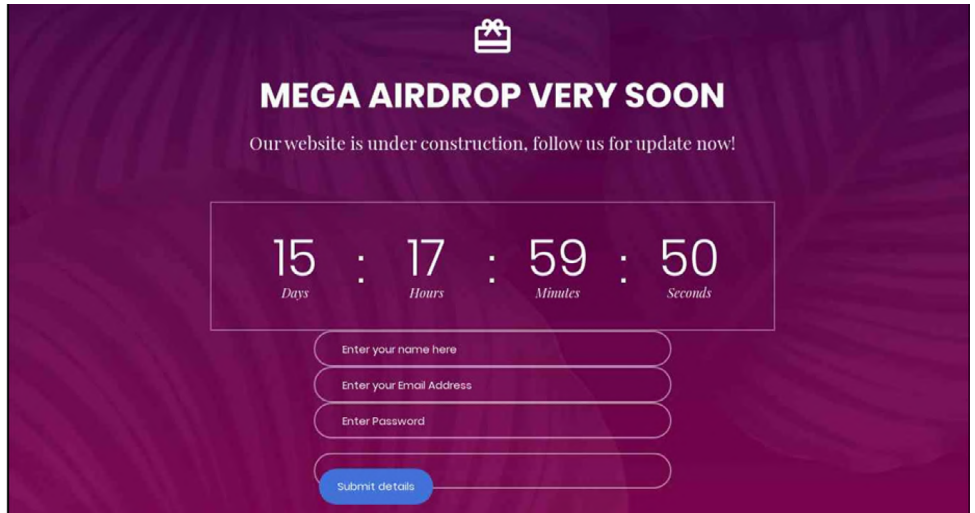 MEGA AIRDROP VERY SOON
Our website is under construction, follow us for update now!
15 : 17 : 59 : 50
Days Hours Minutes Seconds
Enter your name here
Enter your Email Address
Enter Password
Submit details